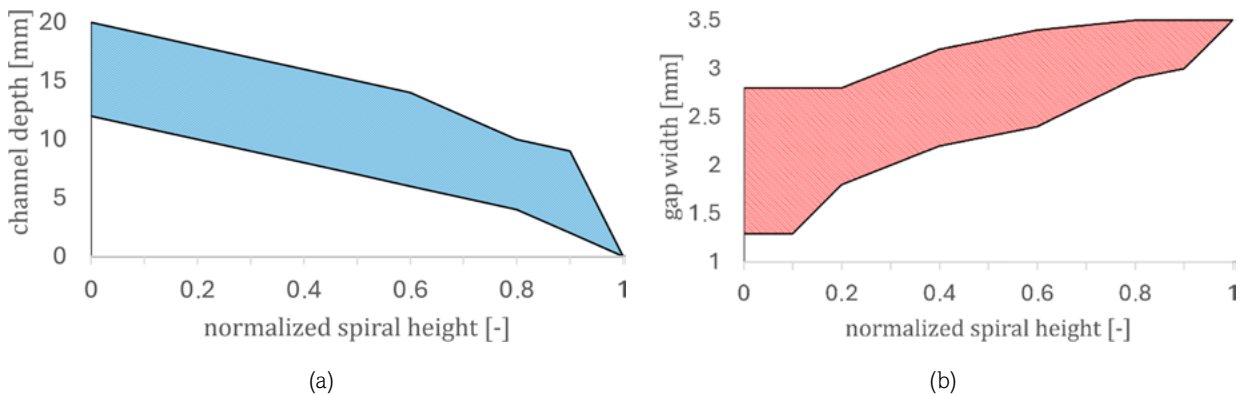 channel depth [mm]
20
15
10
5
0
0 0.2 0.4 0.6 0.8 1
normalized spiral height [-]
(a)
gap width [mm]
3.5
3
2.5
2
1.5
1
0 0.2 0.4 0.6 0.8 1
normalized spiral height [-]
(b)